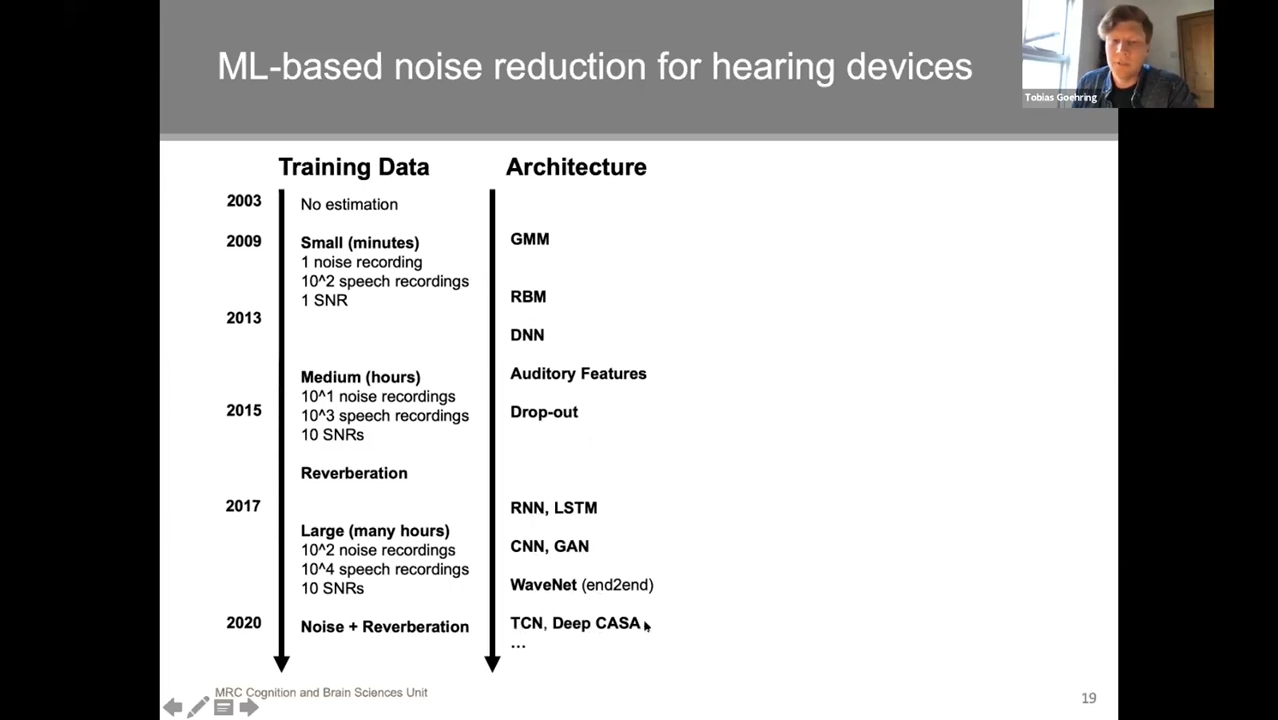 ML-based noise reduction for hearing devices
Tobias Goehring
Training Data
Architecture
2003
No estimation
2009
Small (minutes)
GMM
1 noise recording
10^2 speech recordings
1 SNR
RBM
2013
DNN
Medium (hours)
Auditory Features
10^1 noise recordings
2015
10^3 speech recordings
Drop-out
10 SNRs
Reverberation
2017
RNN, LSTM
Large (many hours)
10^2 noise recordings
CNN, GAN
10^4 speech recordings
10 SNRs
WaveNet (end2end)
2020
Noise + Reverberation
TCN, Deep CASA
...
MRC Cognition and Brain Sciences Unit
19